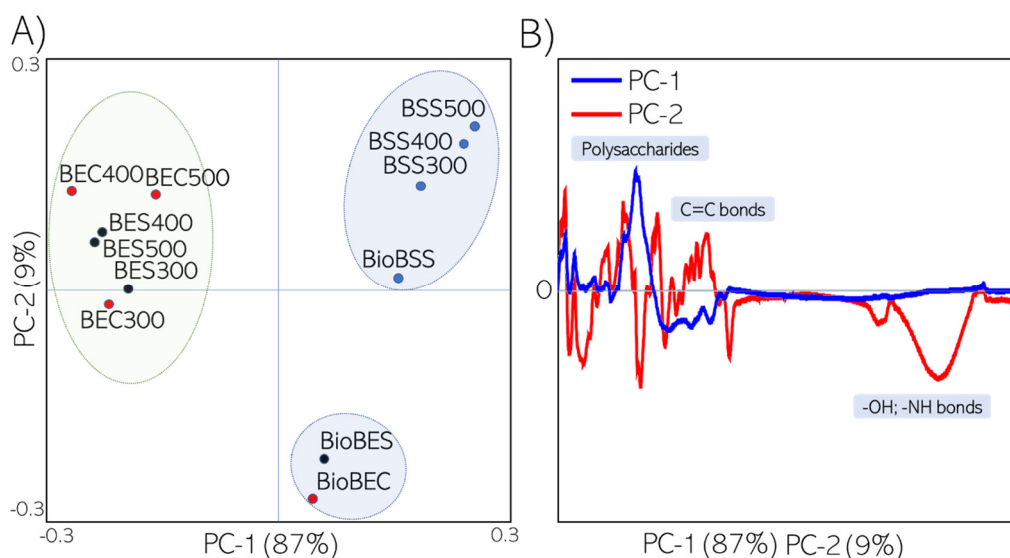 A)
0.3
BSS500
BSS400
BSS300
BEC400
BEC500
BES400
BES500
BioBSS
BES300
BEC300
PC-2 (9%)
BioBES
BioBEC
-0.3
-0.3
0.3
PC-1 (87%)
B)
PC-1
PC-2
Polysaccharides
C=C bonds
0
-OH; -NH bonds
PC-1 (87%) PC-2 (9%)